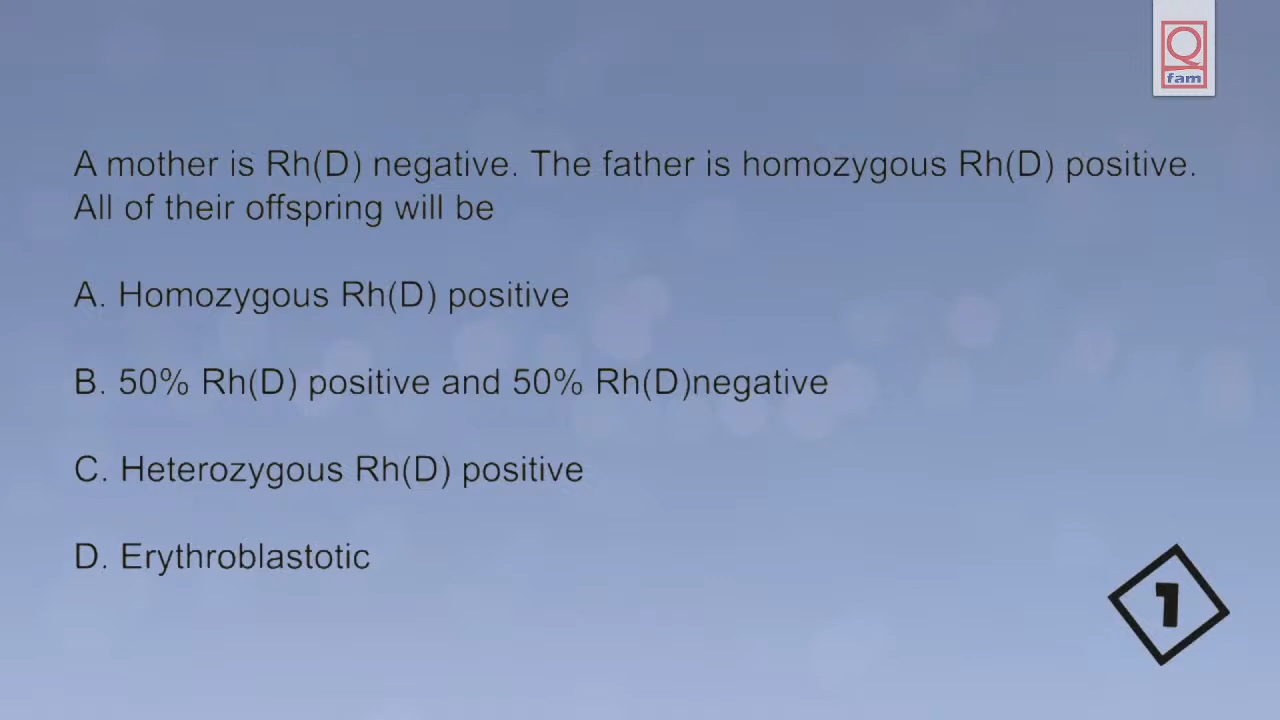 Q
fam
A mother is Rh(D) negative. The father is homozygous Rh(D) positive.
All of their offspring will be
A. Homozygous Rh(D) positive
B. 50% Rh(D) positive and 50% Rh(D)negative
C. Heterozygous Rh(D) positive
D. Erythroblastotic
1